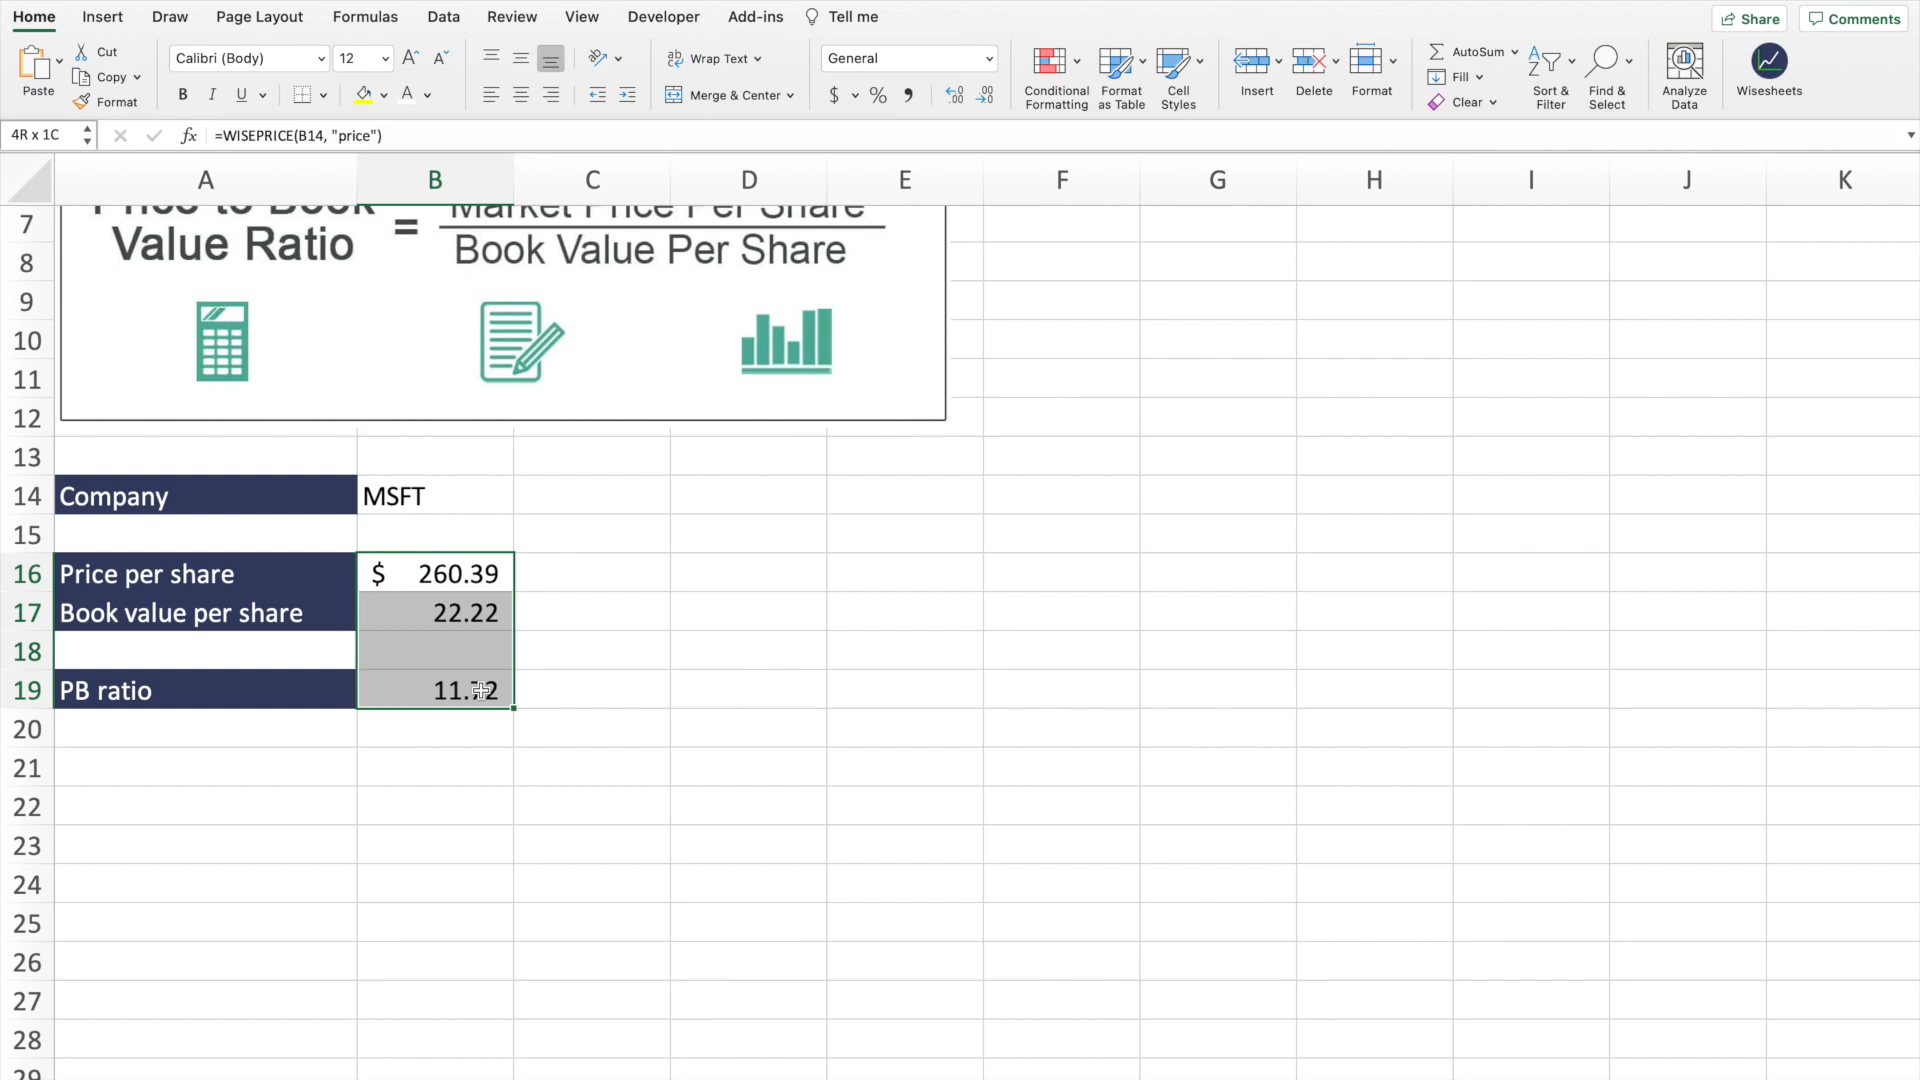 Home Insert Draw Page Layout Formulas Data Review View Developer Add-ins Tell me Share Comments
Paste Cut Copy Format
Calibri (Body) 12
B I U A
Wrap Text
Merge & Center
General
$ %
Conditional Formatting
Format as Table
Cell Styles
Insert Delete Format
AutoSum
Fill
Clear
Sort & Filter
Find & Select
Analyze Data
Wisesheets
4R x 1C fx =WISEPRICE(B14, "price")
A B C D E F G H I J K
7 Price to Book Market Price Per Share
Value Ratio =
8 Book Value Per Share
9
10
11
12
13
14 Company MSFT
15
16 Price per share $ 260.39
17 Book value per share 22.22
18
19 PB ratio 11.72
20
21
22
23
24
25
26
27
28
29